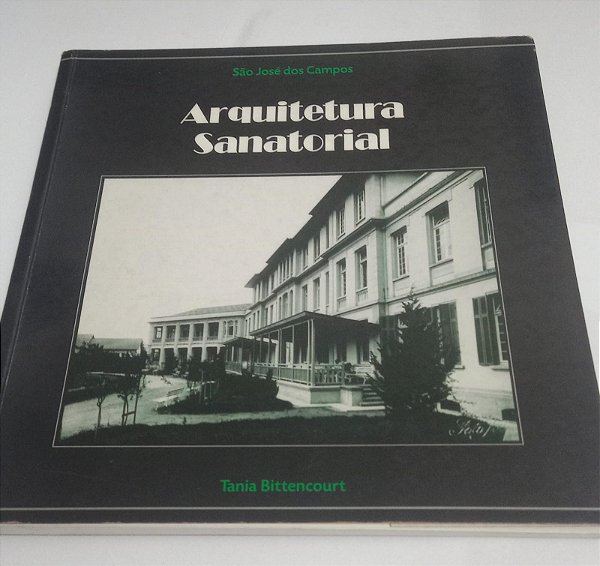 São José dos Campos
Arquitetura
Sanatorial
Tania Bittencourt